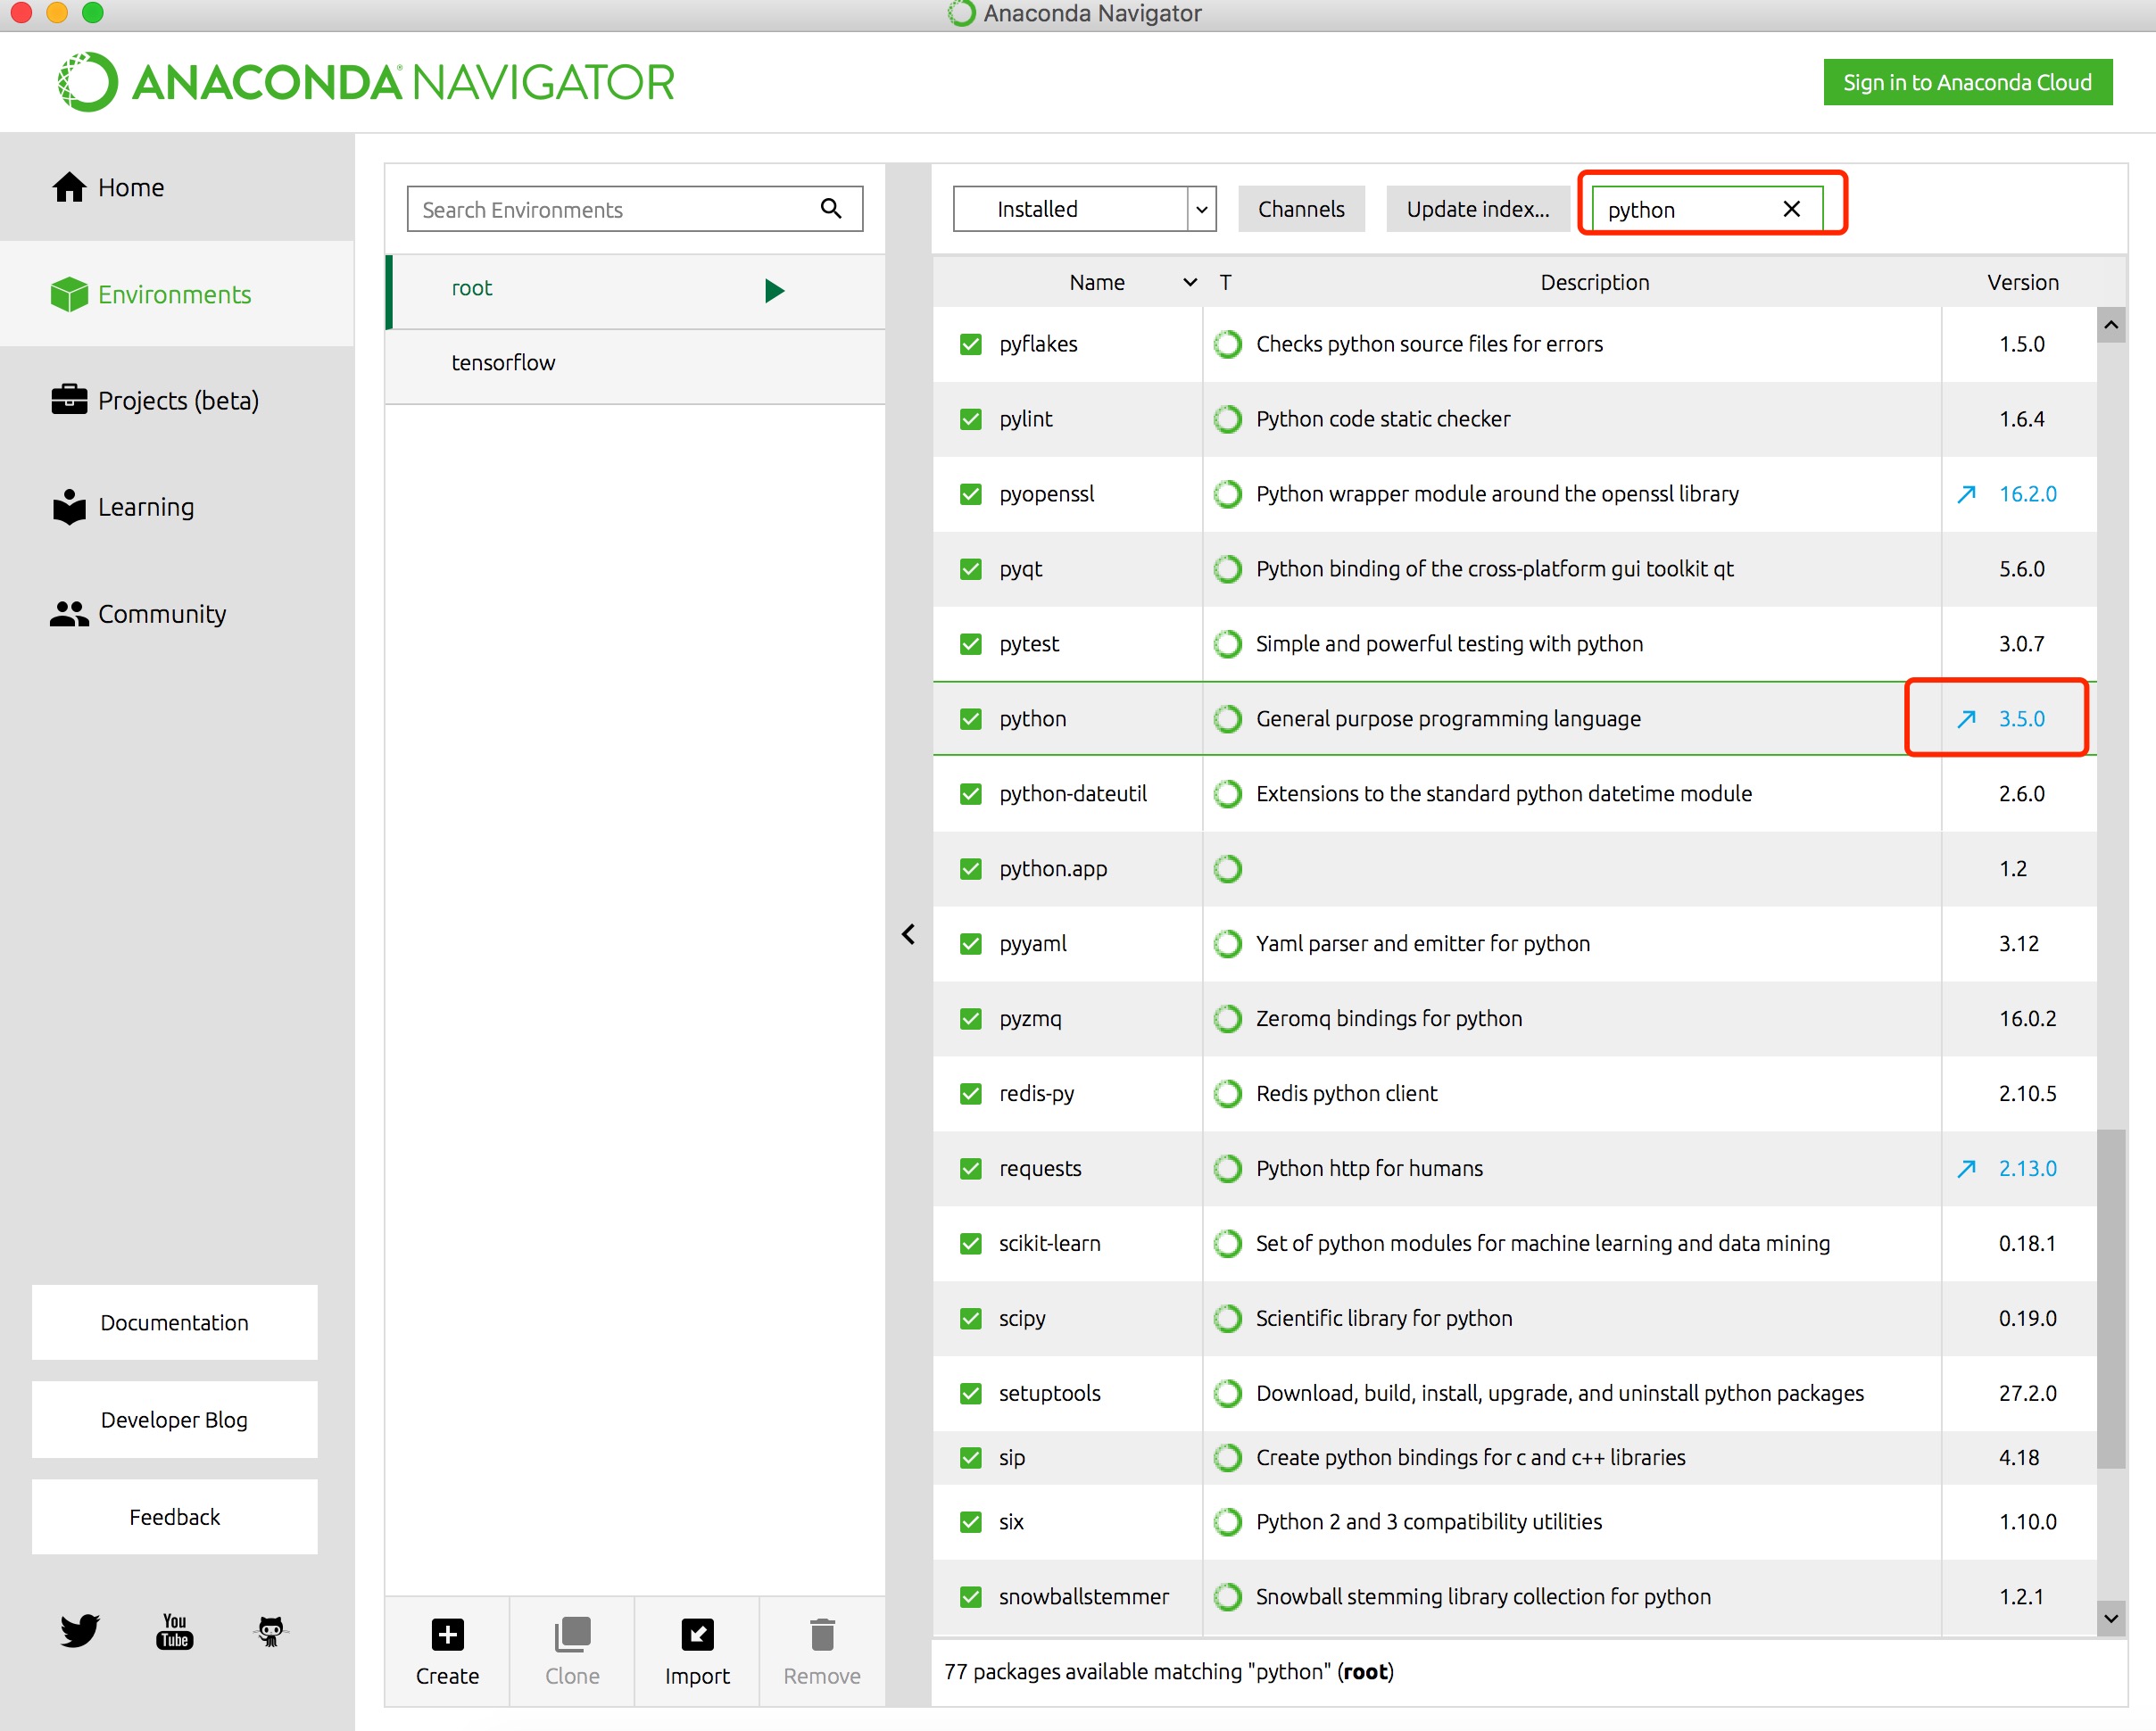 Anaconda Navigator
ANACONDA NAVIGATOR
Sign in to Anaconda Cloud
Home
Environments
Projects (beta)
Learning
Community
Documentation
Developer Blog
Feedback
You
Tube
Search Environments
root
tensorflow
Create Clone Import Remove
Installed Channels Update index... python
Name T Description Version
pyflakes Checks python source files for errors 1.5.0
pylint Python code static checker 1.6.4
pyopenssl Python wrapper module around the openssl library 16.2.0
pyqt Python binding of the cross-platform gui toolkit qt 5.6.0
pytest Simple and powerful testing with python 3.0.7
python General purpose programming language 3.5.0
python-dateutil Extensions to the standard python datetime module 2.6.0
python.app 1.2
pyyaml Yaml parser and emitter for python 3.12
pyzmq Zeromq bindings for python 16.0.2
redis-py Redis python client 2.10.5
requests Python http for humans 2.13.0
scikit-learn Set of python modules for machine learning and data mining 0.18.1
scipy Scientific library for python 0.19.0
setuptools Download, build, install, upgrade, and uninstall python packages 27.2.0
sip Create python bindings for c and c++ libraries 4.18
six Python 2 and 3 compatibility utilities 1.10.0
snowballstemmer Snowball stemming library collection for python 1.2.1
77 packages available matching "python" (root)